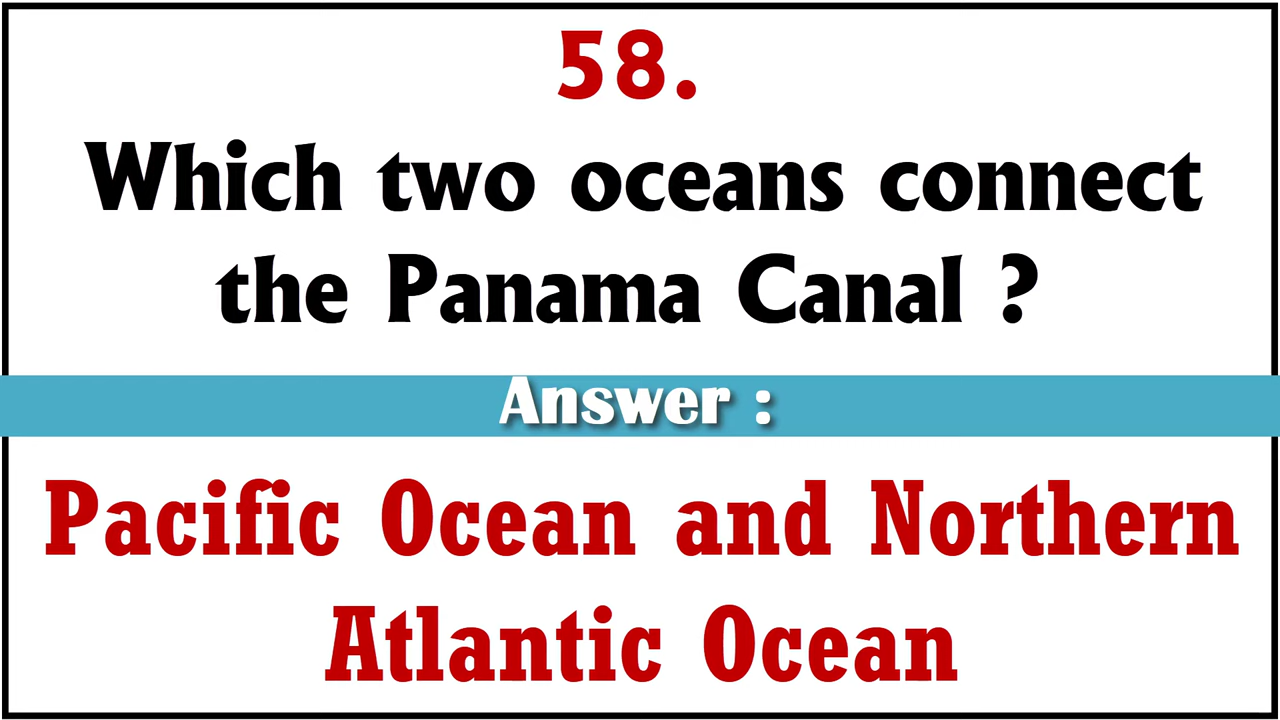 58.
Which two oceans connect
the Panama Canal ?
Answer :
Pacific Ocean and Northern
Atlantic Ocean